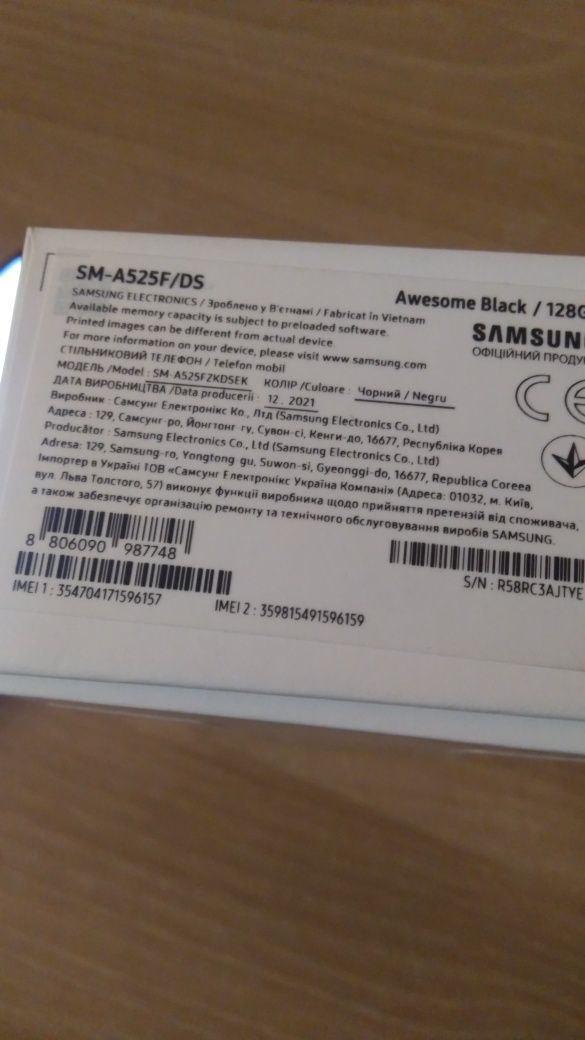 SM-A525F/DS
Awesome Black / 128G
SAMSUNG ELECTRONICS / Зроблено у В'єтнамі / Fabricat în Vietnam
Available memory capacity is subject to preloaded software.
Printed images can be different from actual device.
For more information on your device, please visit www.samsung.com
SAMSUNG
ОФІЦІЙНИЙ ПРОДУ
СТІЛЬНИКОВИЙ ТЕЛЕФОН / Telefon mobil
МОДЕЛЬ /Model : SM-A525FZKDSEK КОЛІР /Culoare : Чорний / Negru
ДАТА ВИРОБНИЦТВА /Data producerii : 12 . 2021
CE
Виробник : Самсунг Електронікс Ко., Лтд (Samsung Electronics Co., Ltd)
Адреса : 129, Самсунг-ро, Йонгтонг-гу, Сувон-сі, Кенги-до, 16677, Республіка Корея
Producător : Samsung Electronics Co., Ltd (Samsung Electronics Co., Ltd)
Adresa: 129, Samsung-ro, Yongtong gu, Suwon-si, Gyeonggi-do, 16677, Republica Coreea
Імпортер в Україні ТОВ «Самсунг Електронікс Україна Компані» (Адреса: 01032, м. Київ,
вул. Льва Толстого, 57) виконує функції виробника щодо прийняття претензій від споживача,
а також забезпечує організацію ремонту та технічного обслуговування виробів SAMSUNG.
8 806090 987748
S/N : R58RC3AJTYE
IMEI 1 : 354704171596157
IMEI 2 : 359815491596159